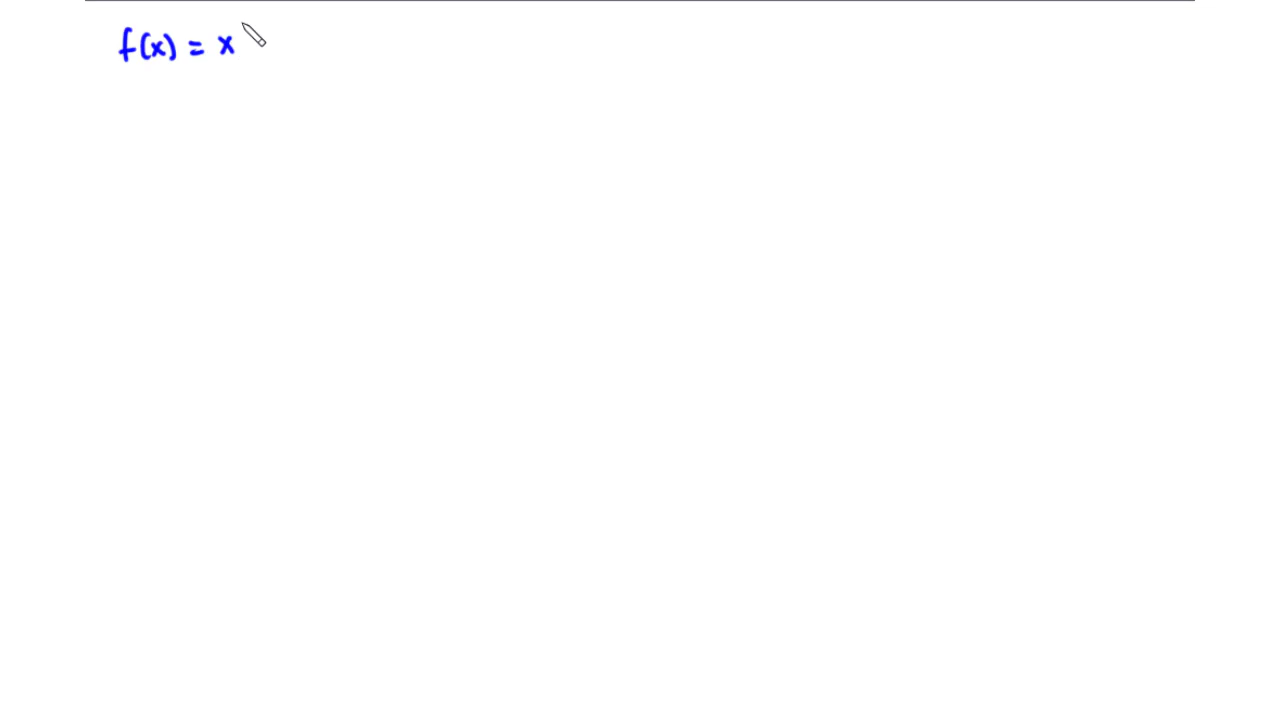 f(x) = x